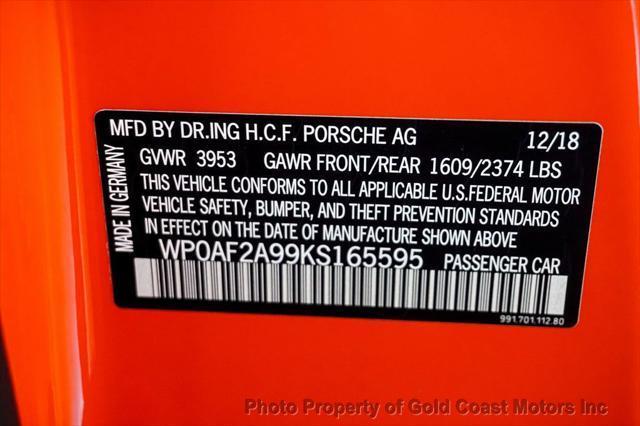 MFD BY DR.ING H.C.F. PORSCHE AG 12/18
GVWR 3953 GAWR FRONT/REAR 1609/2374 LBS
THIS VEHICLE CONFORMS TO ALL APPLICABLE U.S.FEDERAL MOTOR
VEHICLE SAFETY, BUMPER, AND THEFT PREVENTION STANDARDS
IN EFFECT ON THE DATE OF MANUFACTURE SHOWN ABOVE
WP0AF2A99KS165595 PASSENGER CAR
991.701.112.80
MADE IN GERMANY
Photo Property of Gold Coast Motors Inc